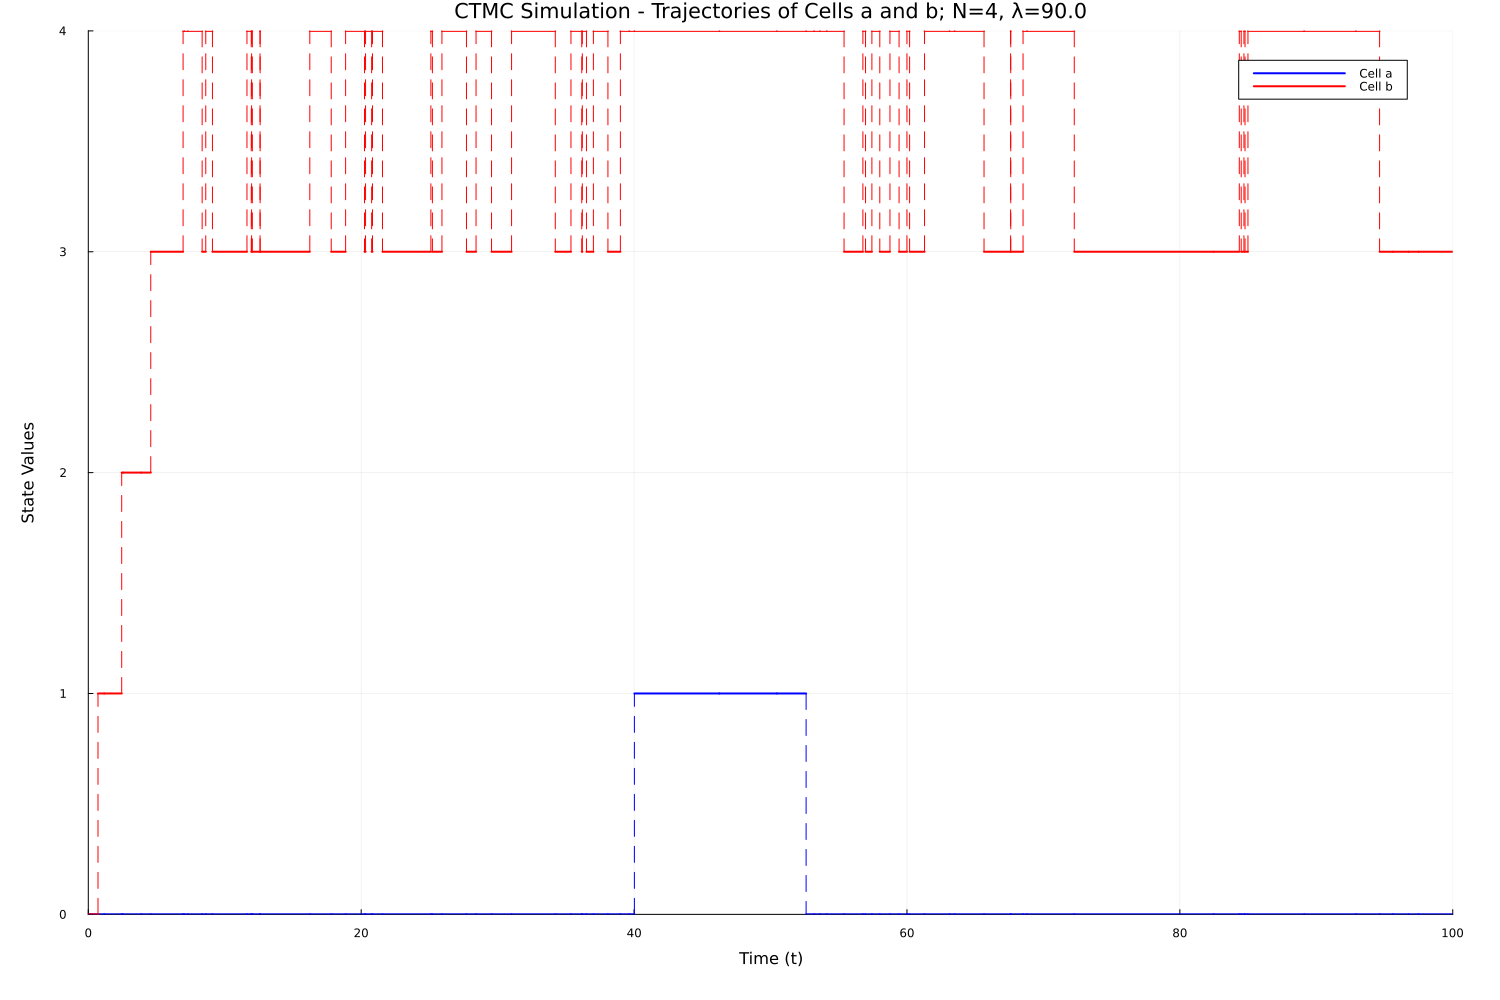 CTMC Simulation - Trajectories of Cells a and b; N=4, λ=90.0
4
Cell a
Cell b
3
State Values
2
1
0
0 20 40 60 80 100
Time (t)